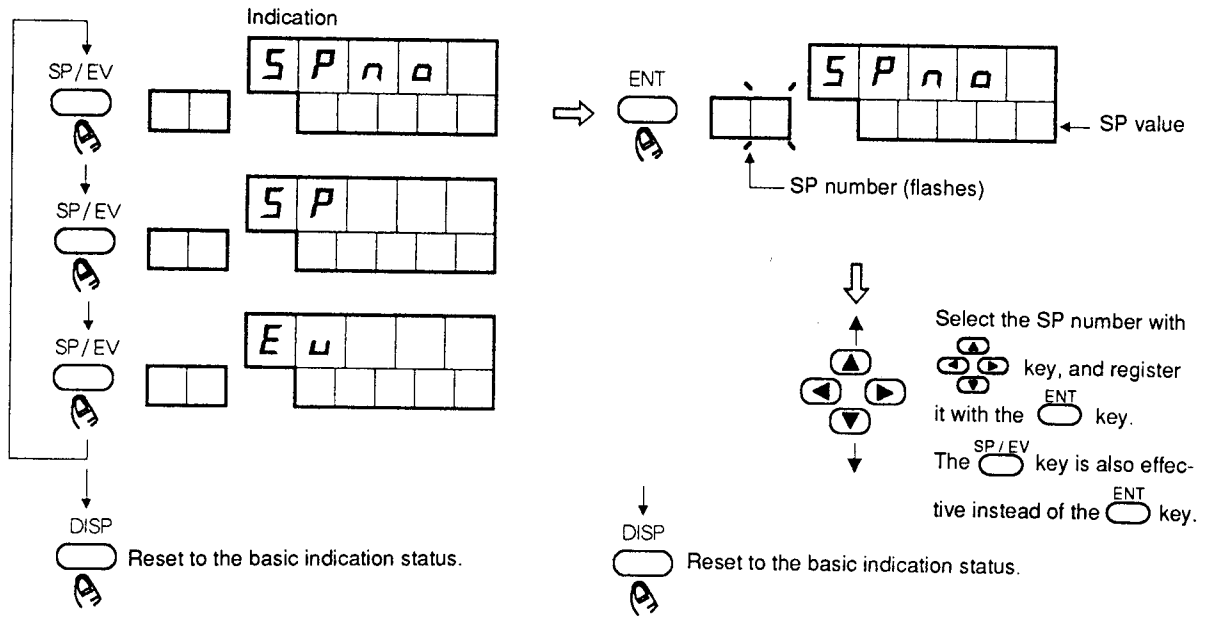 Indication
SP/EV
SPno
SP/EV
SP
SP/EV
Eu
DISP
Reset to the basic indication status.
ENT
SPno
SP value
SP number (flashes)
Select the SP number with
key, and register
it with the ENT key.
The SP/EV key is also effec-
tive instead of the ENT key.
DISP
Reset to the basic indication status.